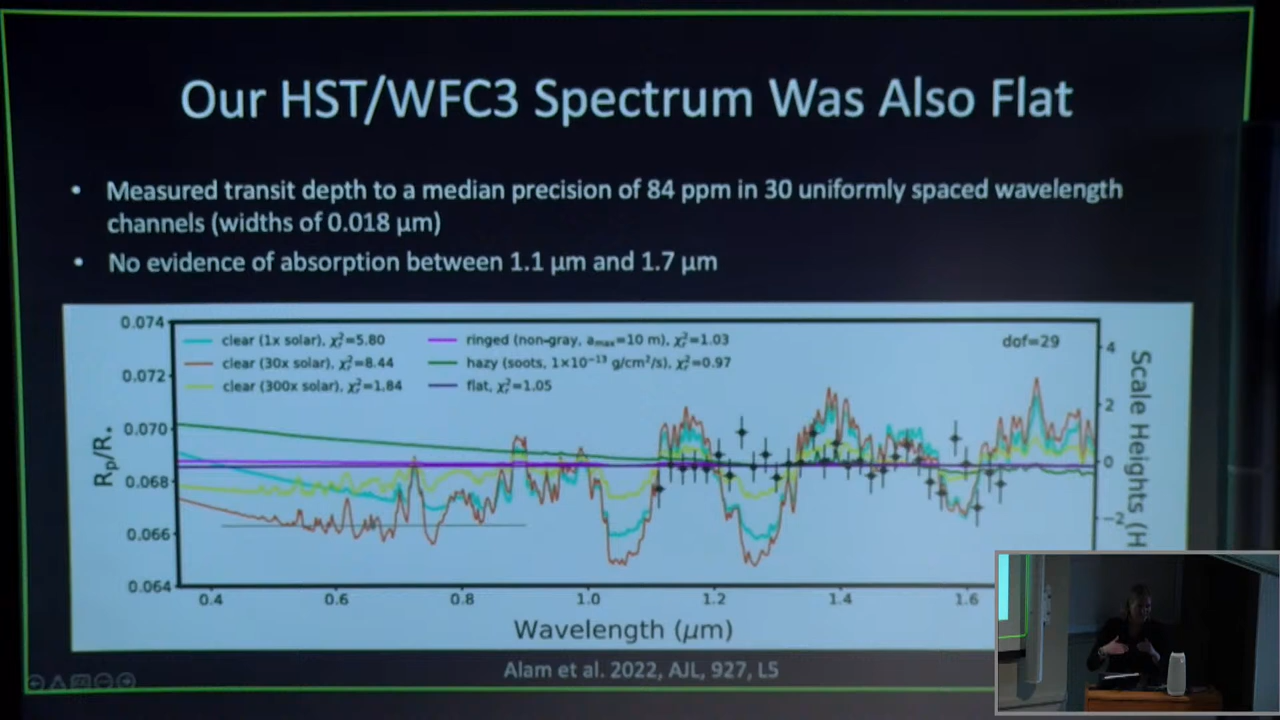 Our HST/WFC3 Spectrum Was Also Flat
• Measured transit depth to a median precision of 84 ppm in 30 uniformly spaced wavelength
channels (widths of 0.018 μm)
• No evidence of absorption between 1.1 μm and 1.7 μm
clear (1x solar), χᵣ²=5.80
clear (30x solar), χᵣ²=8.44
clear (300x solar), χᵣ²=1.84
ringed (non-gray, aₘₐₓ=10 m), χᵣ²=1.03
hazy (soots, 1×10⁻¹³ g/cm²/s), χᵣ²=0.97
flat, χᵣ²=1.05
dof=29
0.074
0.072
0.070
0.068
0.066
0.064
Rₚ/R⋆
4
2
0
−2
Scale Heights (H
0.4 0.6 0.8 1.0 1.2 1.4 1.6
Wavelength (μm)
Alam et al. 2022, AJL, 927, L5